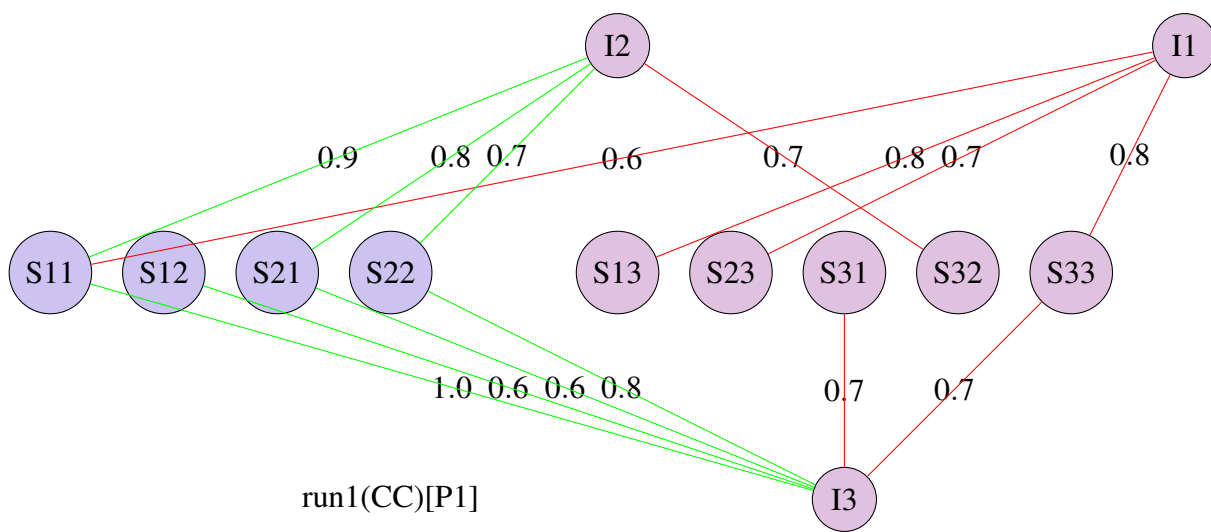 I2 I1
0.9 0.8 0.7 0.6 0.7 0.8 0.7 0.8
S11 S12 S21 S22 S13 S23 S31 S32 S33
1.0 0.6 0.6 0.8 0.7 0.7
run1(CC)[P1] I3